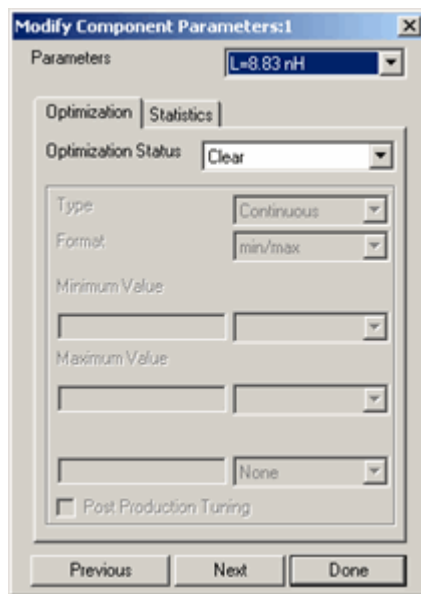 Modify Component Parameters:1
Parameters L=8.83 nH
Optimization Statistics
Optimization Status Clear
Type Continuous
Format min/max
Minimum Value
Maximum Value
None
Post Production Tuning
Previous Next Done